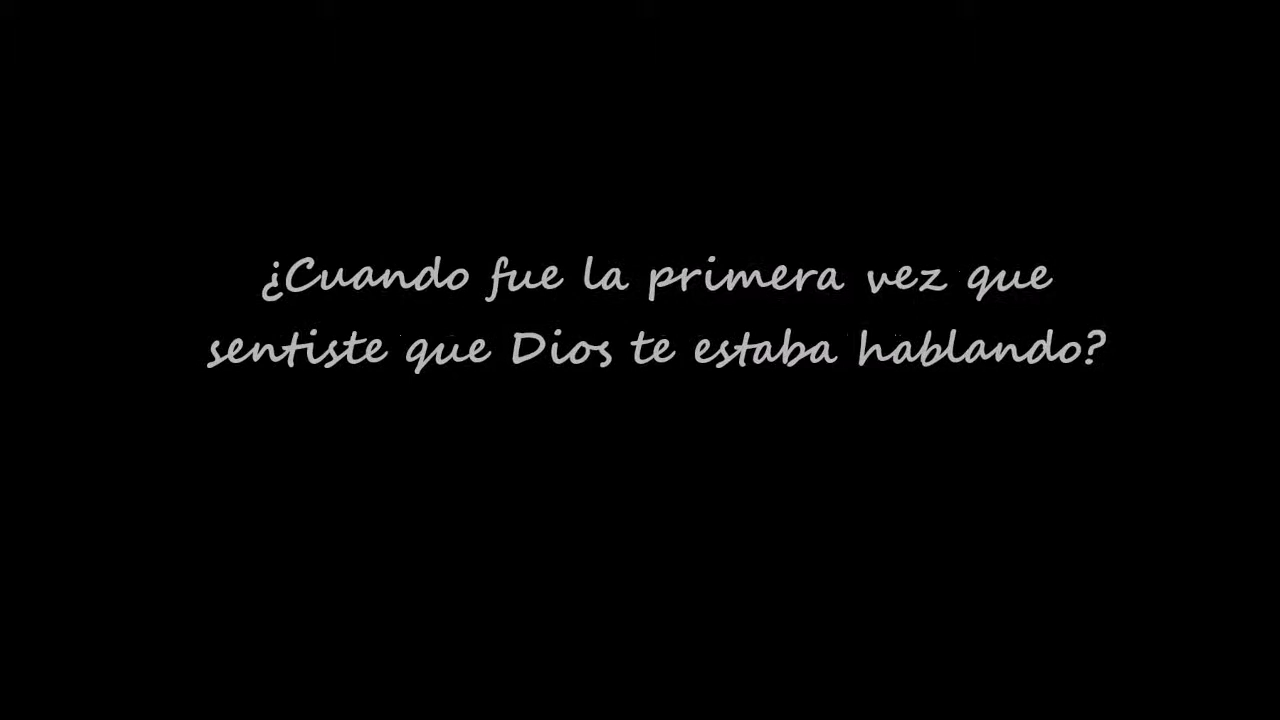 ¿Cuando fue la primera vez que
sentiste que Dios te estaba hablando?